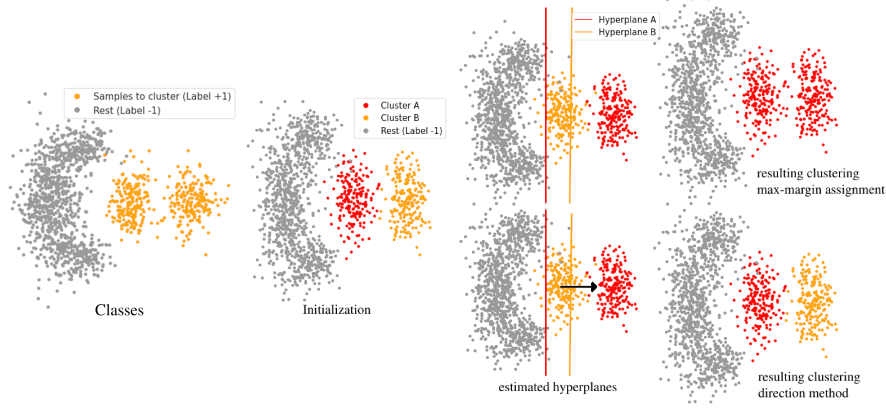 Samples to cluster (Label +1)
Rest (Label -1)
Classes
Cluster A
Cluster B
Rest (Label -1)
Initialization
Hyperplane A
Hyperplane B
estimated hyperplanes
resulting clustering
max-margin assignment
resulting clustering
direction method